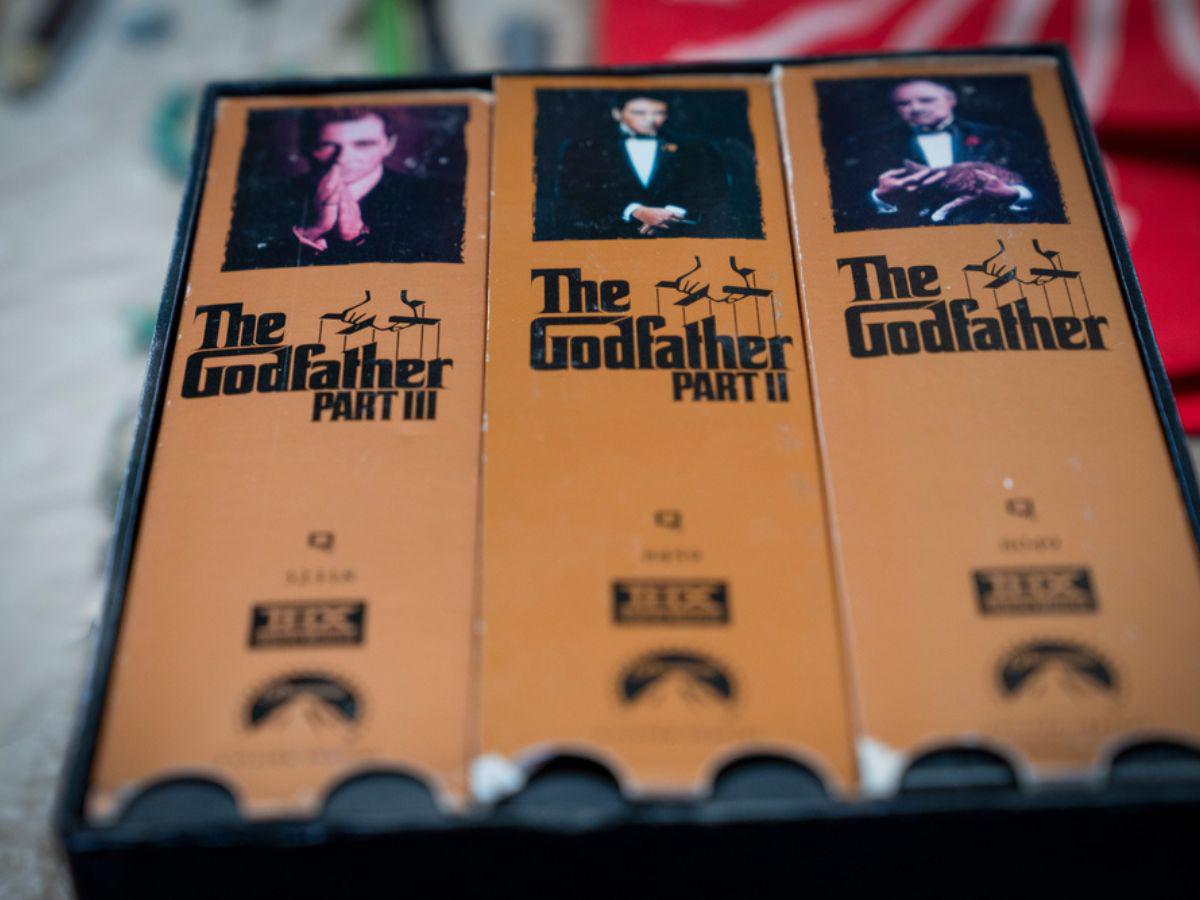 The
Godfather
PART III
THX
The
Godfather
PART II
THX
The
Godfather
THX